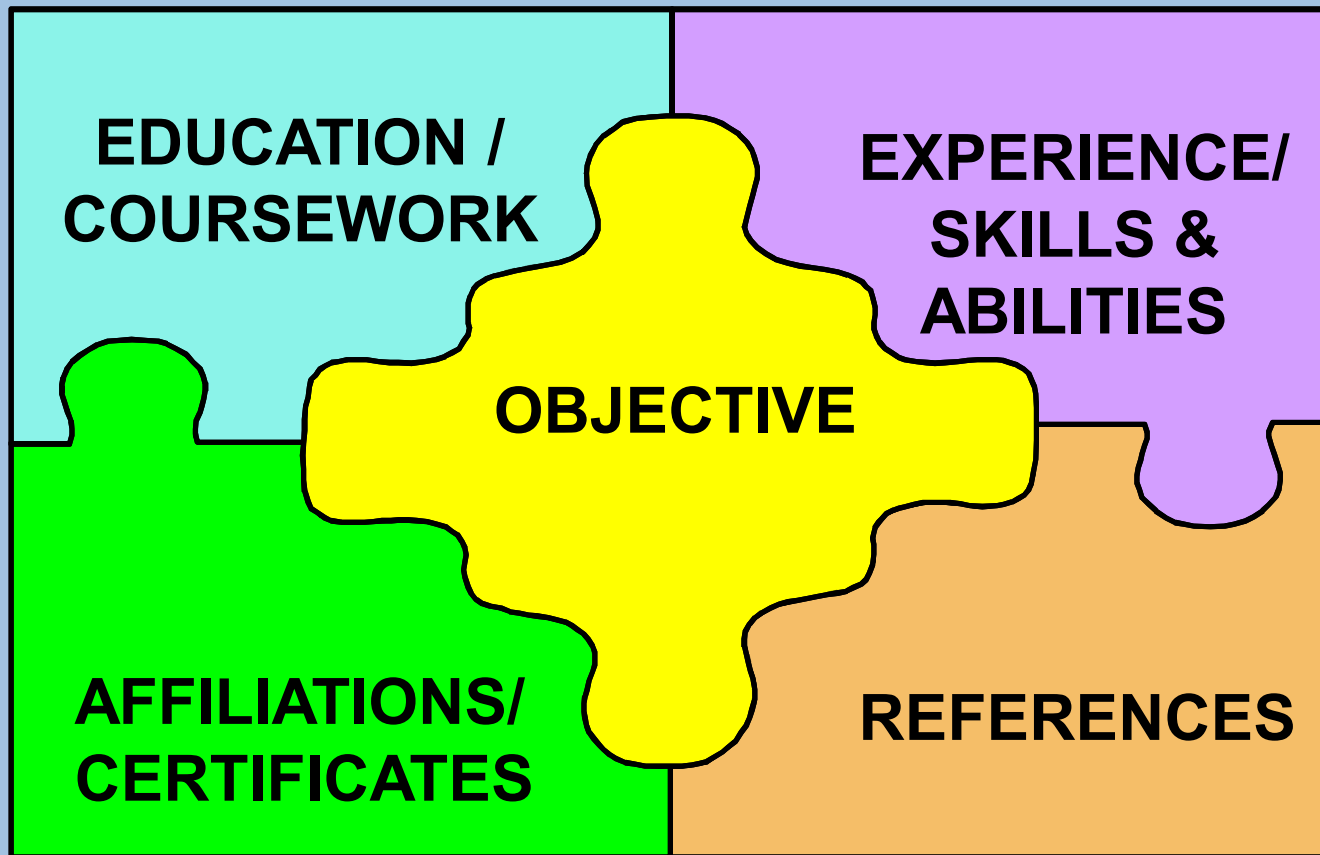 EDUCATION /
COURSEWORK
EXPERIENCE/
SKILLS &
ABILITIES
OBJECTIVE
AFFILIATIONS/
CERTIFICATES
REFERENCES